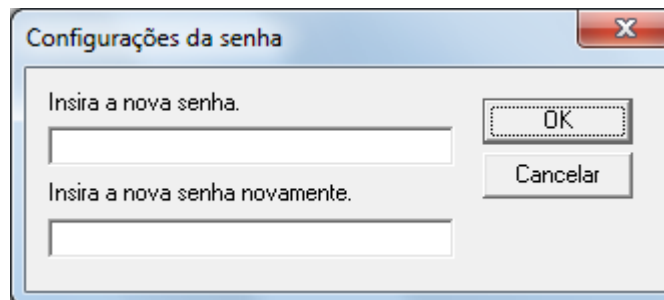 Configurações da senha
Insira a nova senha.
OK
Cancelar
Insira a nova senha novamente.